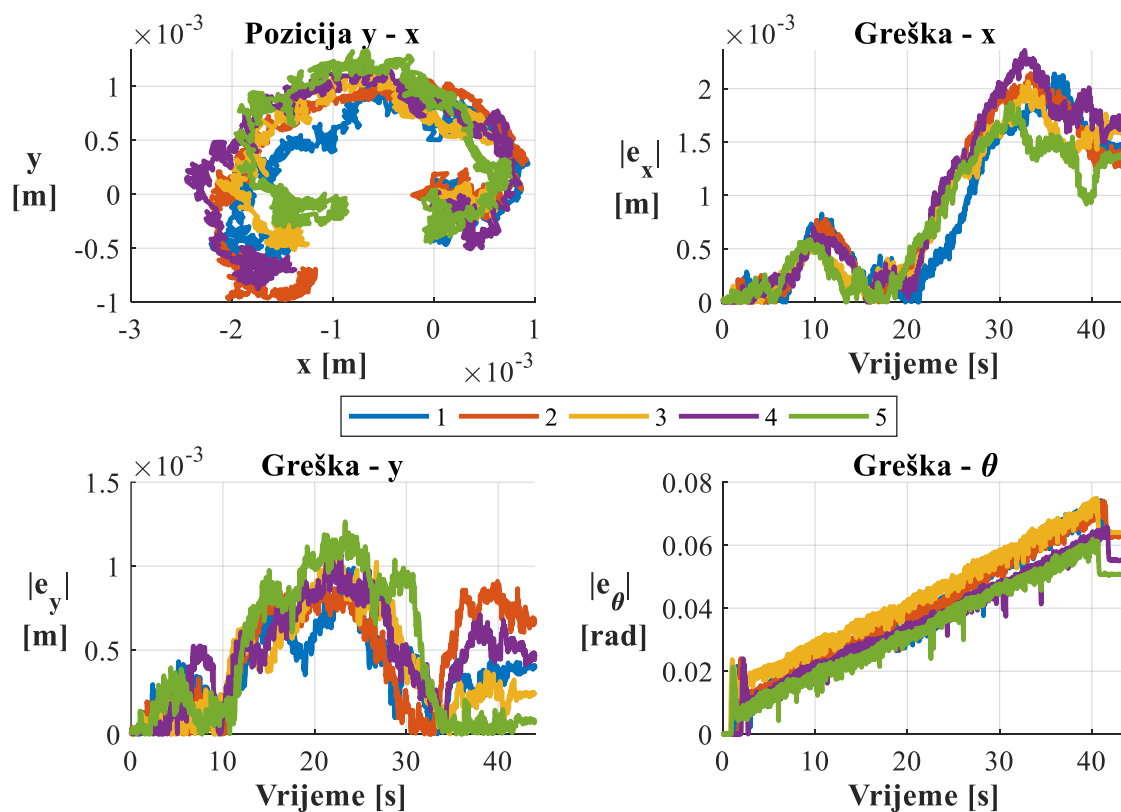 ×10⁻³
Pozicija y - x
1
0.5
0
-0.5
-1
y
[m]
-3 -2 -1 0 1
x [m]
×10⁻³
×10⁻³
Greška - x
2
1.5
1
0.5
0
|e_x|
[m]
0 10 20 30 40
Vrijeme [s]
1 2 3 4 5
×10⁻³
Greška - y
1.5
1
0.5
0
|e_y|
[m]
0 10 20 30 40
Vrijeme [s]
Greška - θ
0.08
0.06
0.04
0.02
0
|e_θ|
[rad]
0 10 20 30 40
Vrijeme [s]